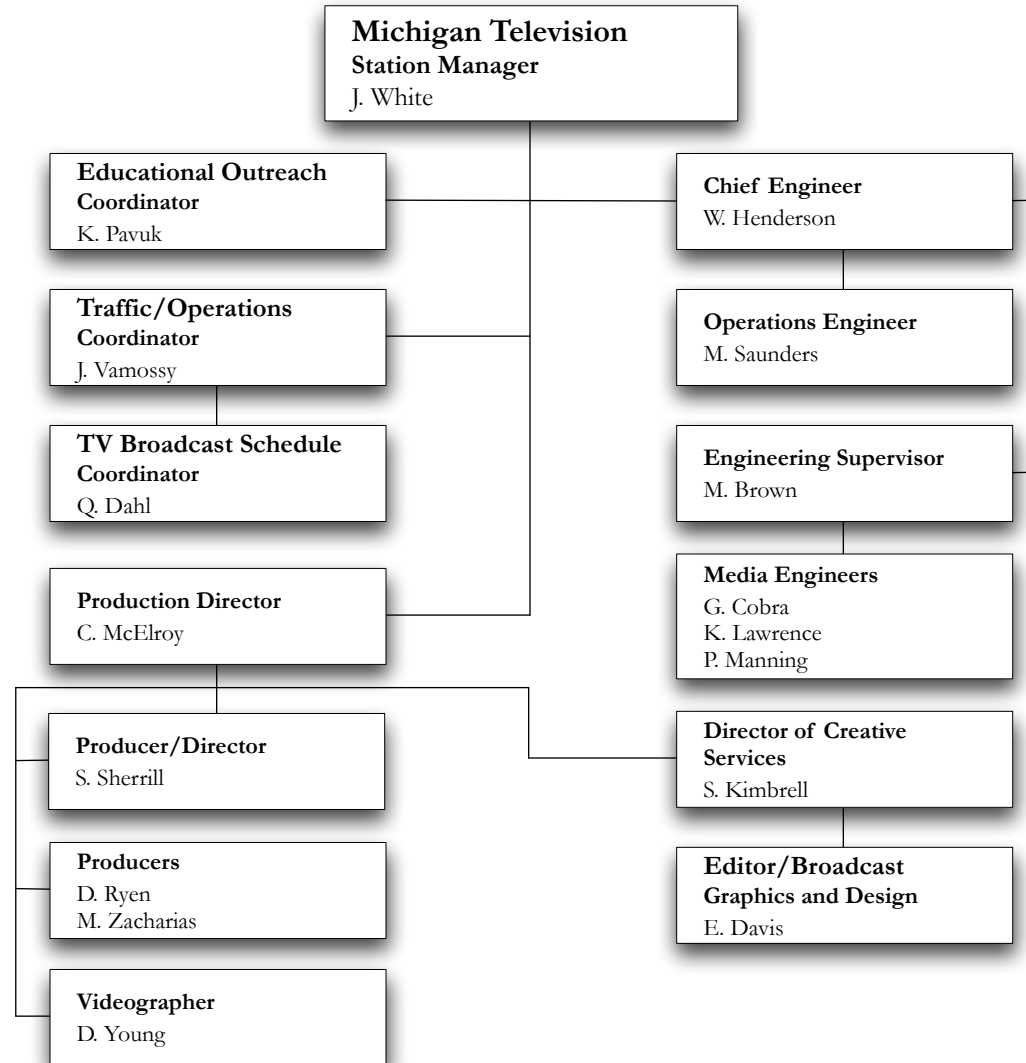 Michigan Television
Station Manager
J. White
Educational Outreach
Coordinator
K. Pavuk
Chief Engineer
W. Henderson
Traffic/Operations
Coordinator
J. Vamossy
Operations Engineer
M. Saunders
TV Broadcast Schedule
Coordinator
Q. Dahl
Engineering Supervisor
M. Brown
Production Director
C. McElroy
Media Engineers
G. Cobra
K. Lawrence
P. Manning
Producer/Director
S. Sherrill
Director of Creative
Services
S. Kimbrell
Producers
D. Ryen
M. Zacharias
Editor/Broadcast
Graphics and Design
E. Davis
Videographer
D. Young